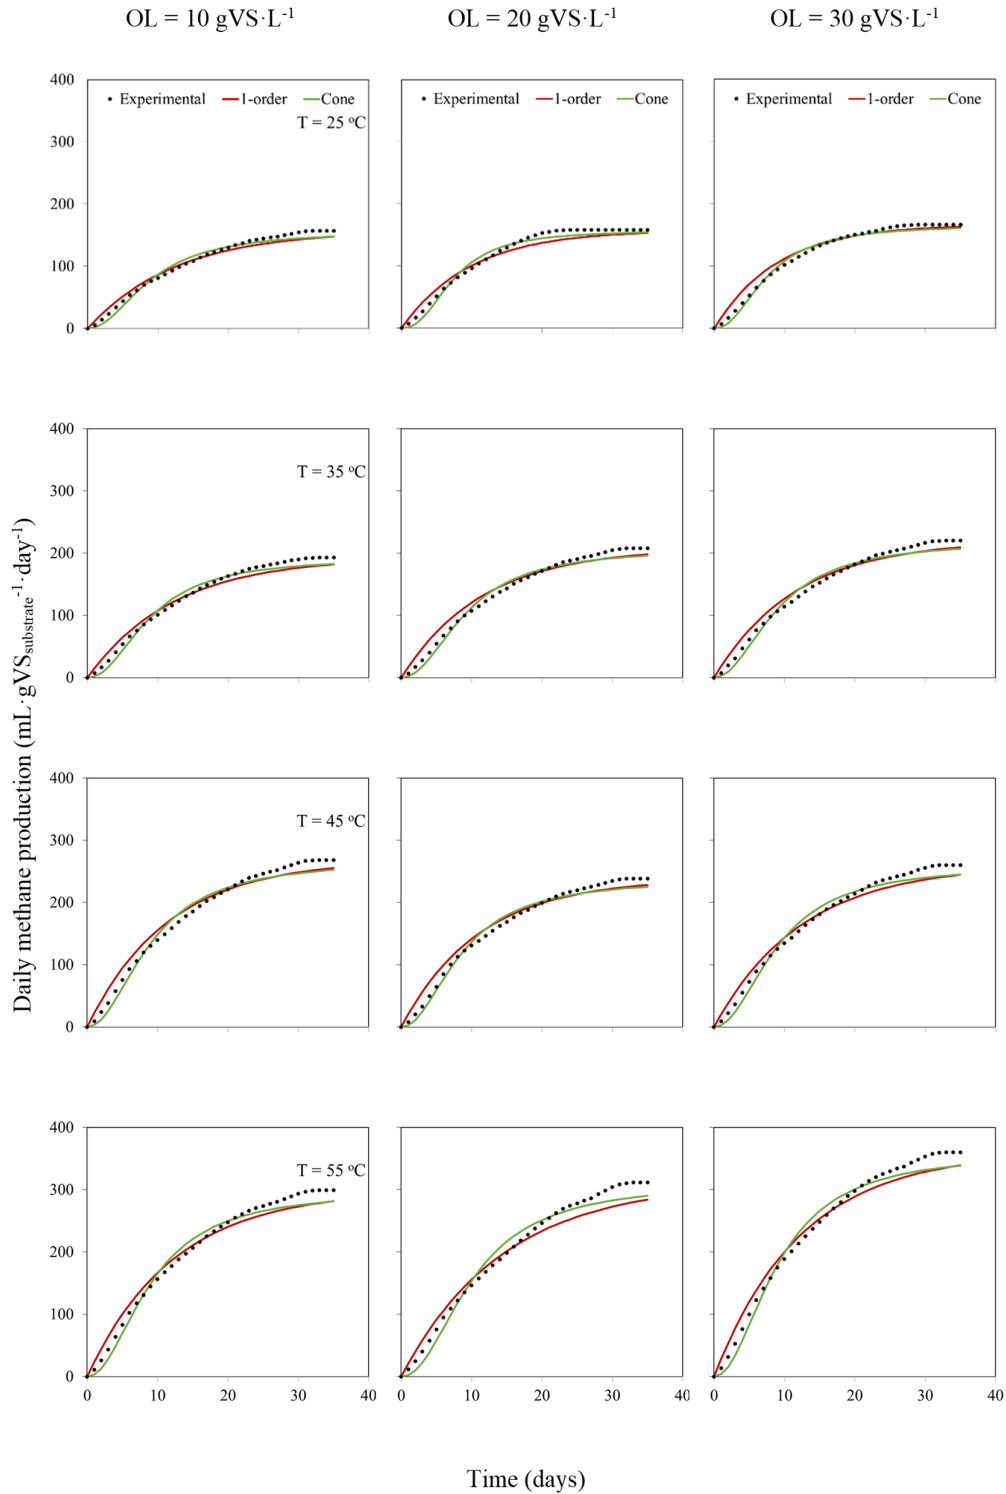 OL = 10 gVS·L⁻¹ OL = 20 gVS·L⁻¹ OL = 30 gVS·L⁻¹
400
Experimental 1-order Cone
Experimental 1-order Cone
Experimental 1-order Cone
T = 25 ºC
300
200
100
0
400
T = 35 ºC
300
200
100
0
Daily methane production (mL·gVSsubstrate⁻¹·day⁻¹)
400
T = 45 ºC
300
200
100
0
400
T = 55 ºC
300
200
100
0
0 10 20 30 40 0 10 20 30 40 0 10 20 30 40
Time (days)